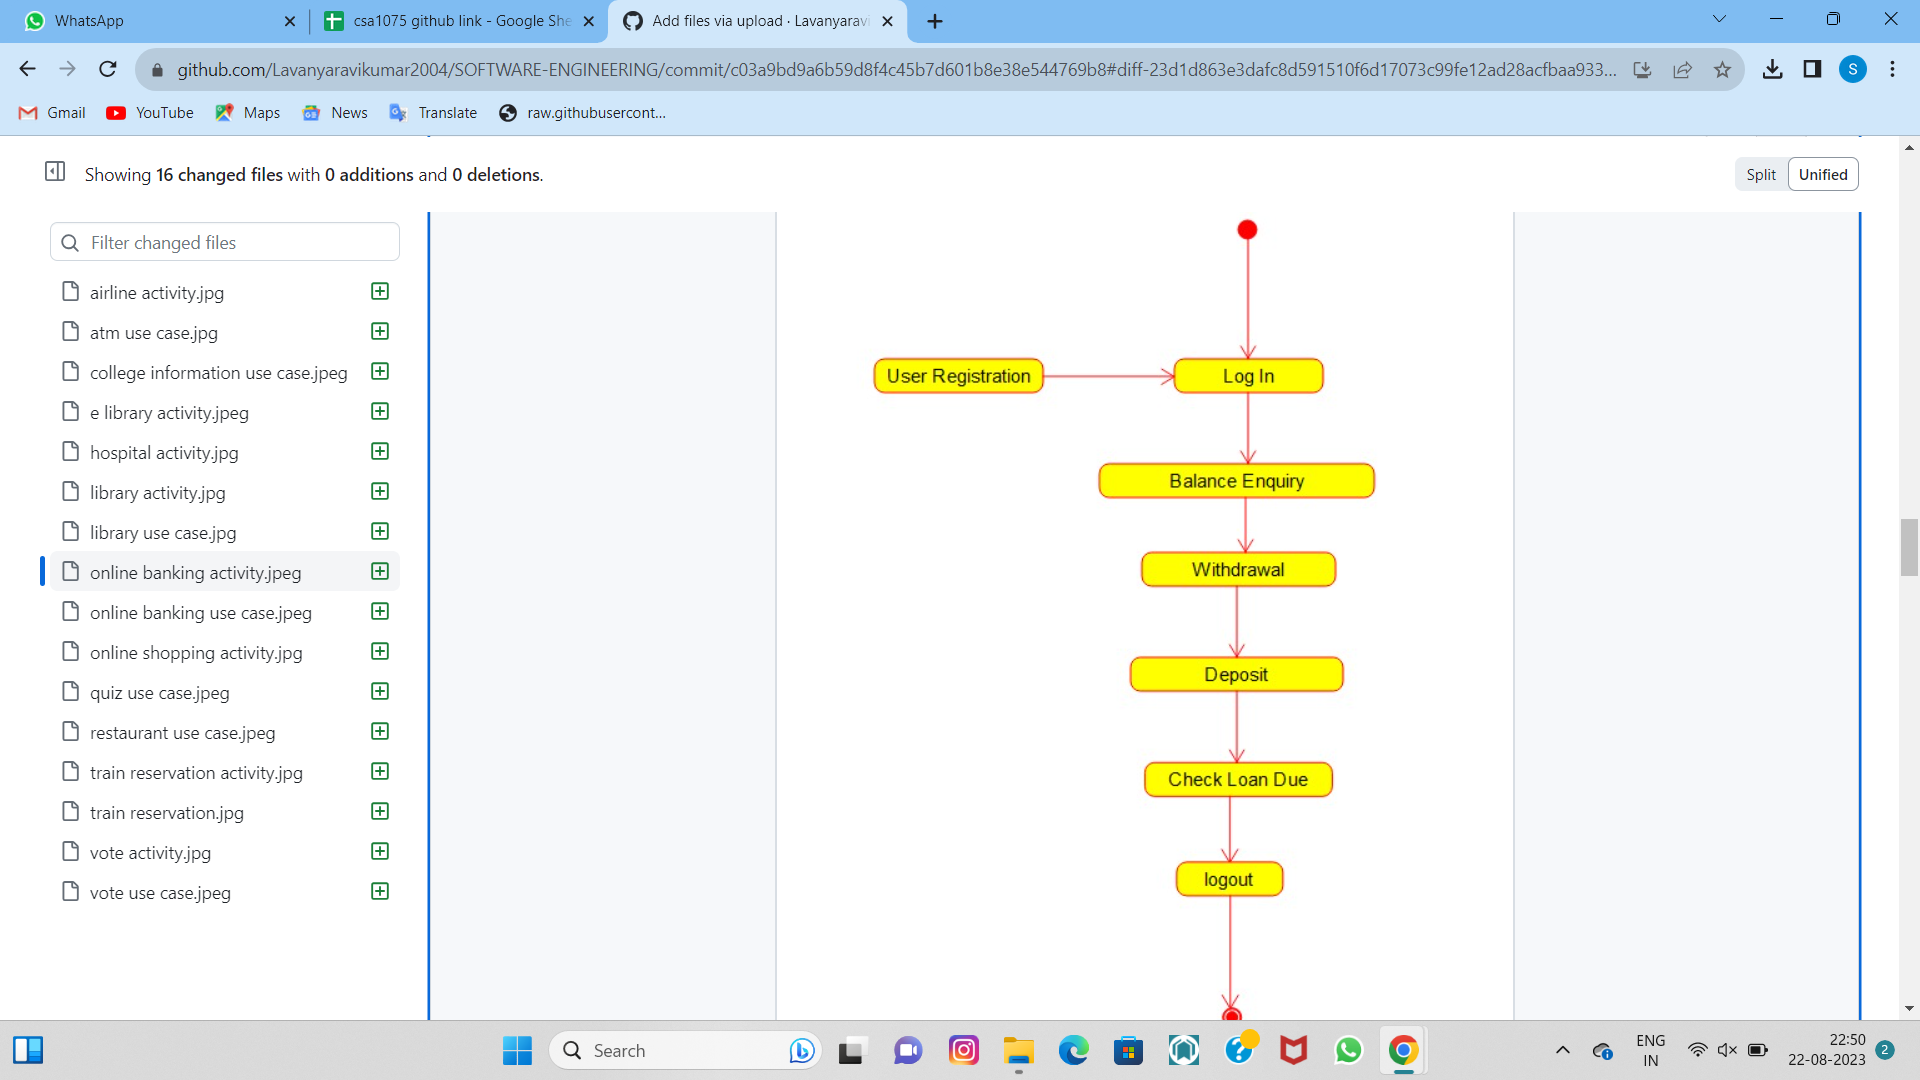 WhatsApp
csa1075 github link - Google She
Add files via upload · Lavanyaravi
github.com/Lavanyaravikumar2004/SOFTWARE-ENGINEERING/commit/c03a9bd9a6b59d8f4c45b7d601b8e38e544769b8#diff-23d1d863e3dafc8d591510f6d17073c99fe12ad28acfbaa933...
S
Gmail
YouTube
Maps
News
Translate
raw.githubusercont...
Showing 16 changed files with 0 additions and 0 deletions.
Split
Unified
Filter changed files
airline activity.jpg
atm use case.jpg
college information use case.jpeg
e library activity.jpeg
hospital activity.jpg
library activity.jpg
library use case.jpg
online banking activity.jpeg
online banking use case.jpeg
online shopping activity.jpg
quiz use case.jpeg
restaurant use case.jpeg
train reservation activity.jpg
train reservation.jpg
vote activity.jpg
vote use case.jpeg
User Registration
Log In
Balance Enquiry
Withdrawal
Deposit
Check Loan Due
logout
Search
ENG
IN
22:50
22-08-2023
2